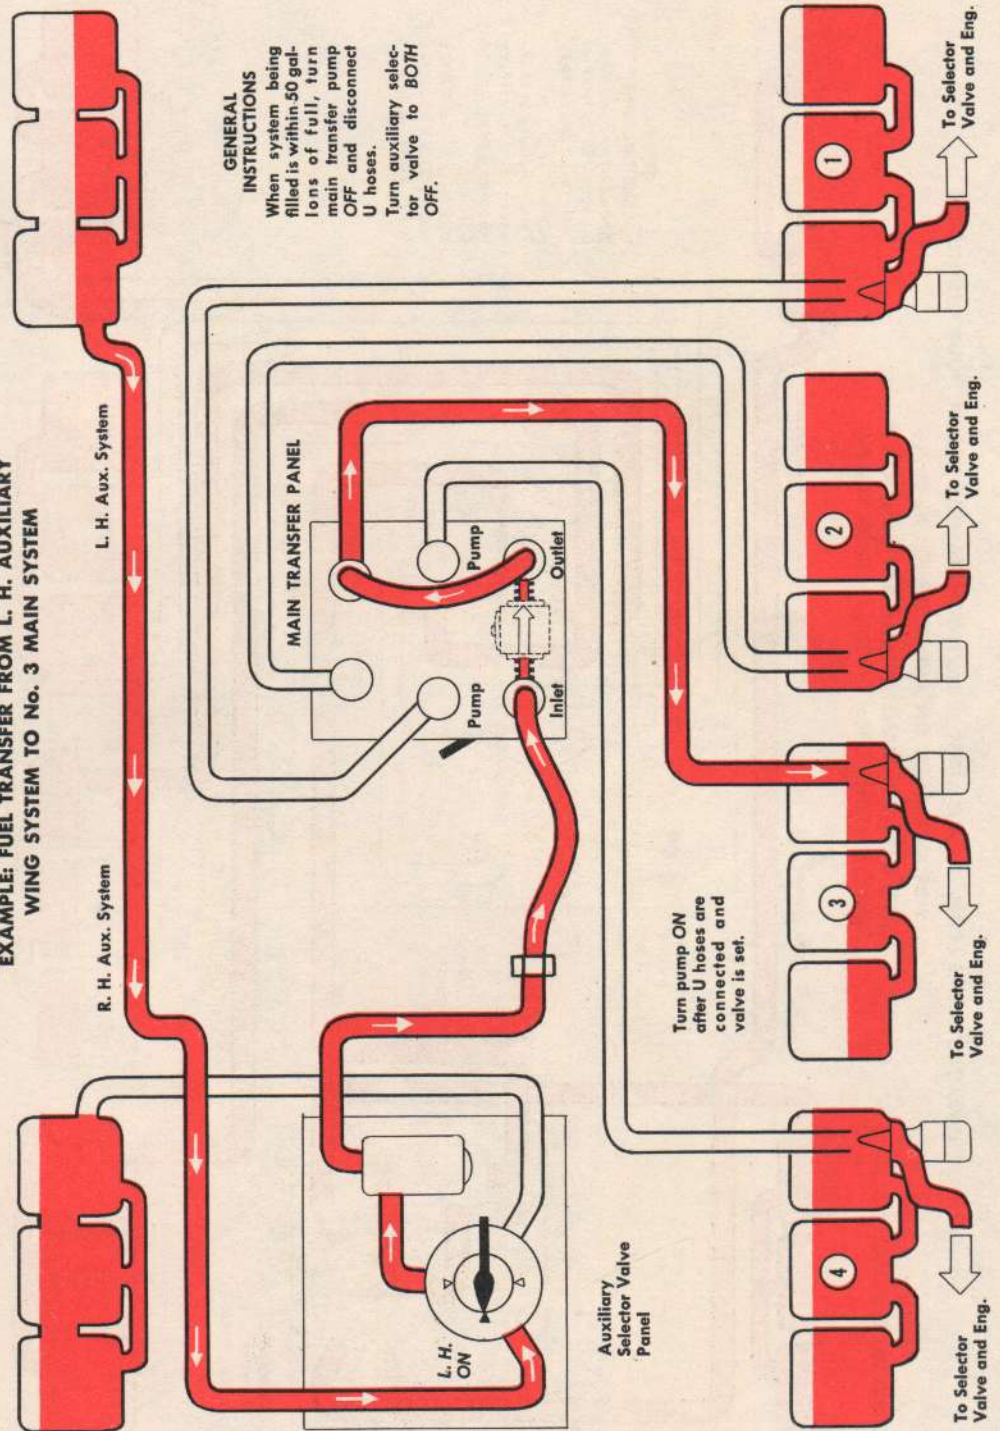 EXAMPLE: FUEL TRANSFER FROM L. H. AUXILIARY
WING SYSTEM TO No. 3 MAIN SYSTEM
R. H. Aux. System
L. H. Aux. System
GENERAL
INSTRUCTIONS
When system being
filled is within 50 gal-
lons of full, turn
main transfer pump
OFF and disconnect
U hoses.
Turn auxiliary selec-
tor valve to BOTH
OFF.
MAIN TRANSFER PANEL
Pump
Inlet
Pump
Outlet
L. H.
ON
Auxiliary
Selector Valve
Panel
Turn pump ON
after U hoses are
connected and
valve is set.
4
3
2
1
To Selector
Valve and Eng.
To Selector
Valve and Eng.
To Selector
Valve and Eng.
To Selector
Valve and Eng.